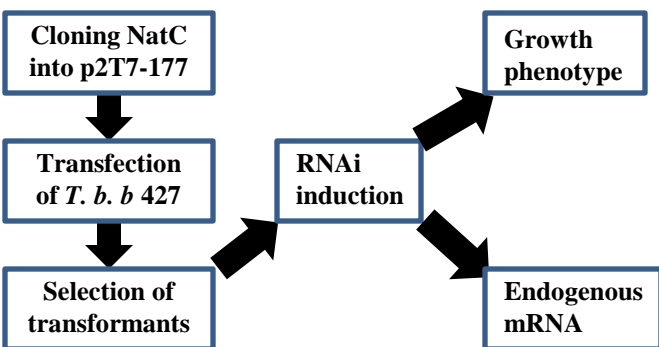 Cloning NatC
into p2T7-177
Transfection
of T. b. b 427
Selection of
transformants
RNAi
induction
Growth
phenotype
Endogenous
mRNA